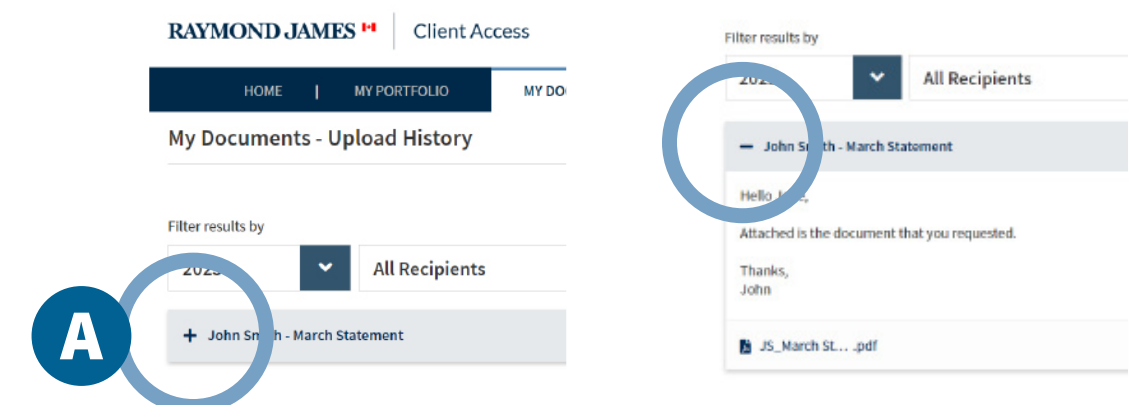 RAYMOND JAMES | Client Access
HOME | MY PORTFOLIO MY DO
My Documents - Upload History
Filter results by
All Recipients
A
+ John Sm h - March Statement
Filter results by
All Recipients
John S th - March Statement
Hello
Attached is the document that you requested.
Thanks,
John
JS_March St... .pdf